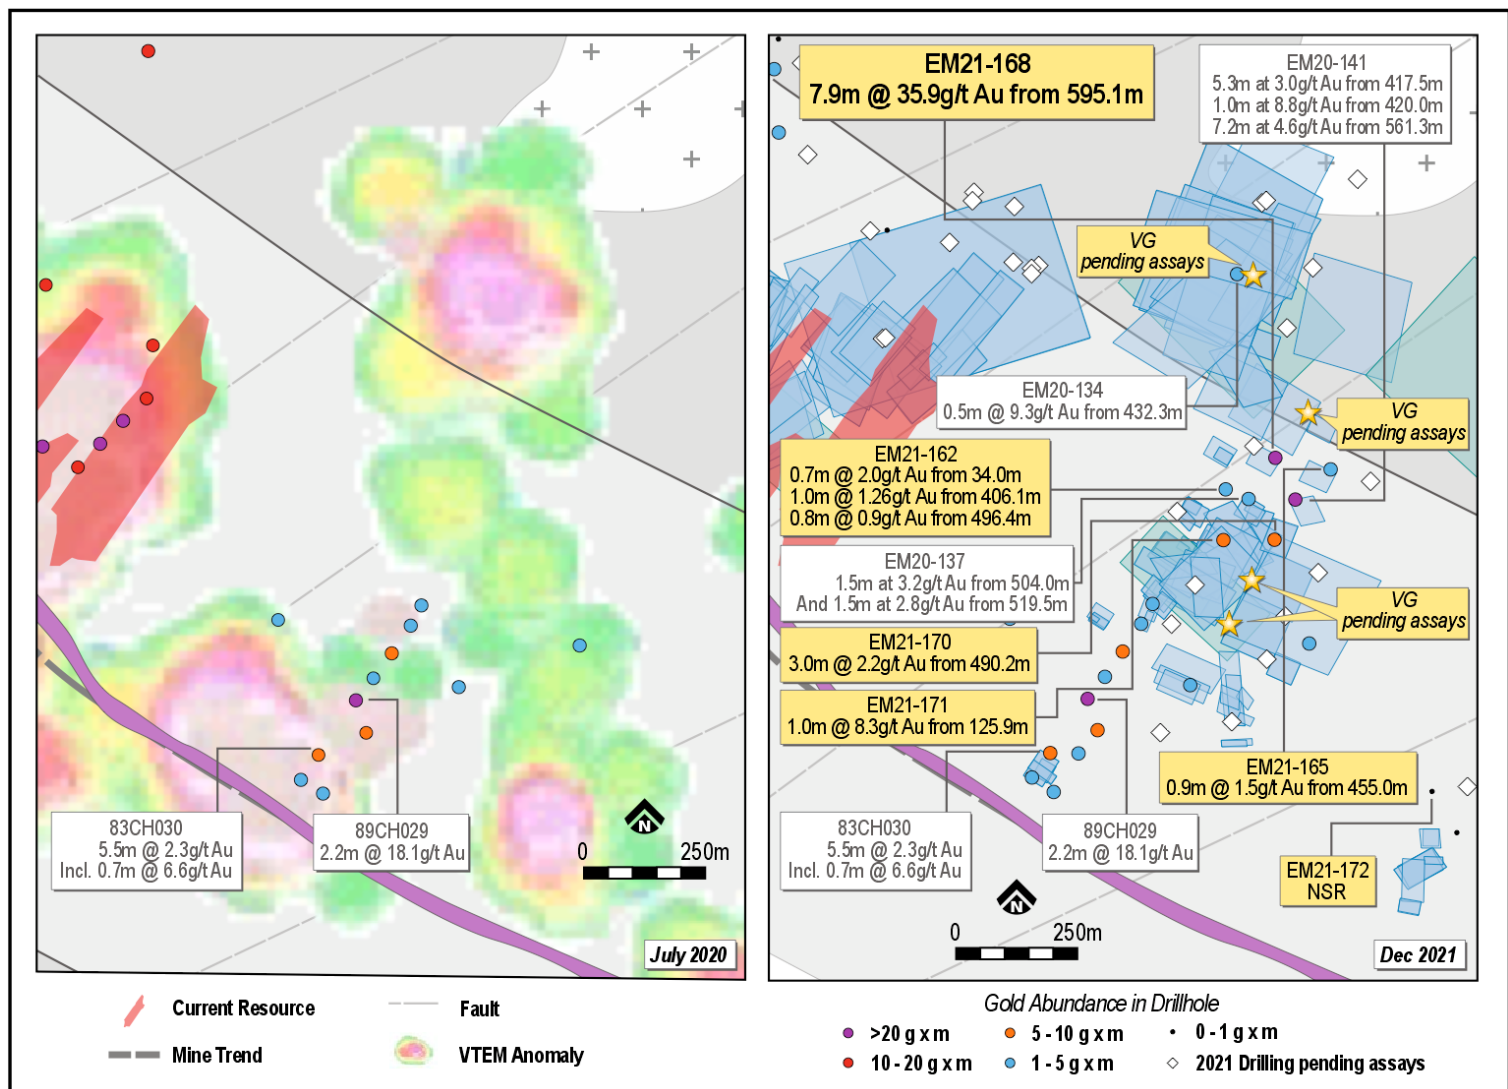 83CH030
5.5m @ 2.3g/t Au
Incl. 0.7m @ 6.6g/t Au
89CH029
2.2m @ 18.1g/t Au
N
0 250m
July 2020
EM21-168
7.9m @ 35.9g/t Au from 595.1m
EM20-141
5.3m at 3.0g/t Au from 417.5m
1.0m at 8.8g/t Au from 420.0m
7.2m at 4.6g/t Au from 561.3m
VG
pending assays
EM20-134
0.5m @ 9.3g/t Au from 432.3m
VG
pending assays
EM21-162
0.7m @ 2.0g/t Au from 34.0m
1.0m @ 1.26g/t Au from 406.1m
0.8m @ 0.9g/t Au from 496.4m
EM20-137
1.5m at 3.2g/t Au from 504.0m
And 1.5m at 2.8g/t Au from 519.5m
VG
pending assays
EM21-170
3.0m @ 2.2g/t Au from 490.2m
EM21-171
1.0m @ 8.3g/t Au from 125.9m
EM21-165
0.9m @ 1.5g/t Au from 455.0m
83CH030
5.5m @ 2.3g/t Au
Incl. 0.7m @ 6.6g/t Au
89CH029
2.2m @ 18.1g/t Au
EM21-172
NSR
N
0 250m
Dec 2021
Current Resource
Fault
Mine Trend
VTEM Anomaly
Gold Abundance in Drillhole
>20 g x m
5 - 10 g x m
0 - 1 g x m
10 - 20 g x m
1 - 5 g x m
2021 Drilling pending assays